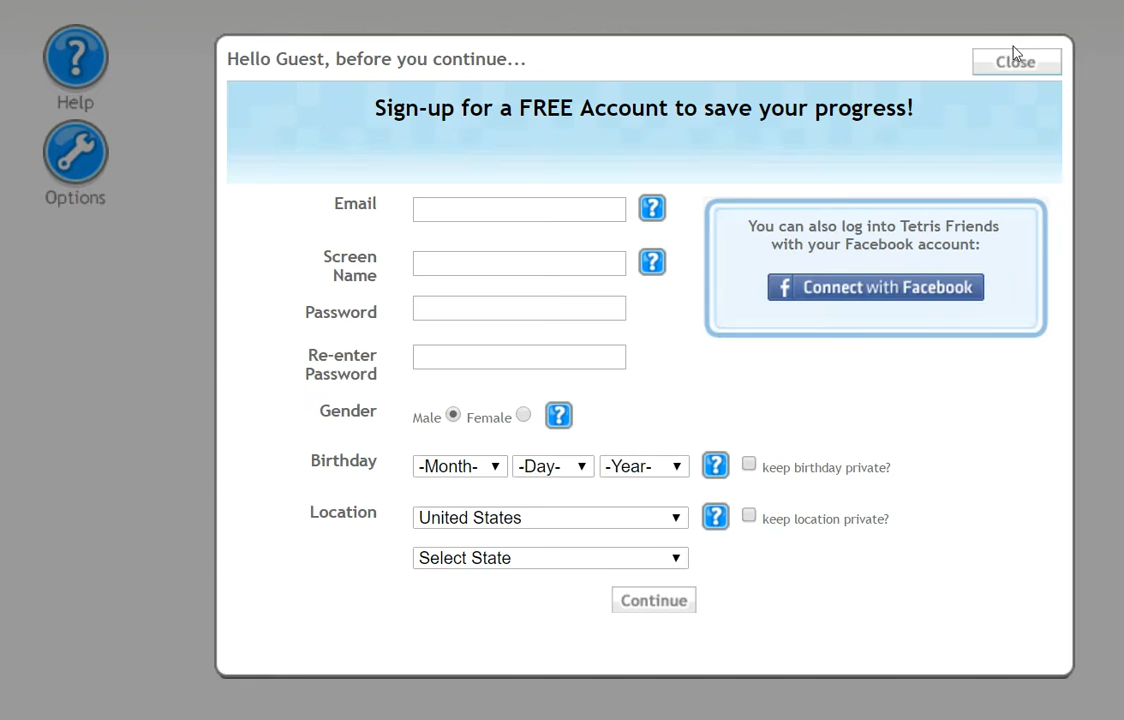 Hello Guest, before you continue...
Close
Help
Options
Sign-up for a FREE Account to save your progress!
Email
?
You can also log into Tetris Friends
with your Facebook account:
f Connect with Facebook
Screen
Name
?
Password
Re-enter
Password
Gender
Male Female ?
Birthday
-Month- -Day- -Year- ? keep birthday private?
Location
United States ? keep location private?
Select State
Continue